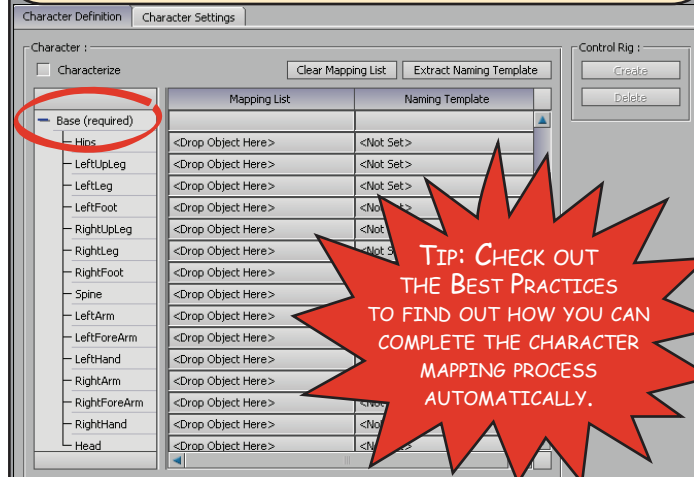 Character Definition Character Settings
Character : Control Rig :
Characterize Clear Mapping List Extract Naming Template Create
Mapping List Naming Template Delete
Base (required)
Hips <Drop Object Here> <Not Set>
LeftUpLeg <Drop Object Here> <Not Set>
LeftLeg <Drop Object Here> <Not Set>
LeftFoot <Drop Object Here>
RightUpLeg <Drop Object Here> <Not
RightLeg <Drop Object Here> <Not S
RightFoot <Drop Object Here>
Spine <Drop Object Here>
LeftArm <Drop Object Here>
LeftForeArm <Drop Object Here>
LeftHand <Drop Object Here>
RightArm <Drop Object Here>
RightForeArm <Drop Object Here>
RightHand <Drop Object Here>
Head <Drop Object Here>
TIP: CHECK OUT
THE BEST PRACTICES
TO FIND OUT HOW YOU CAN
COMPLETE THE CHARACTER
MAPPING PROCESS
AUTOMATICALLY.